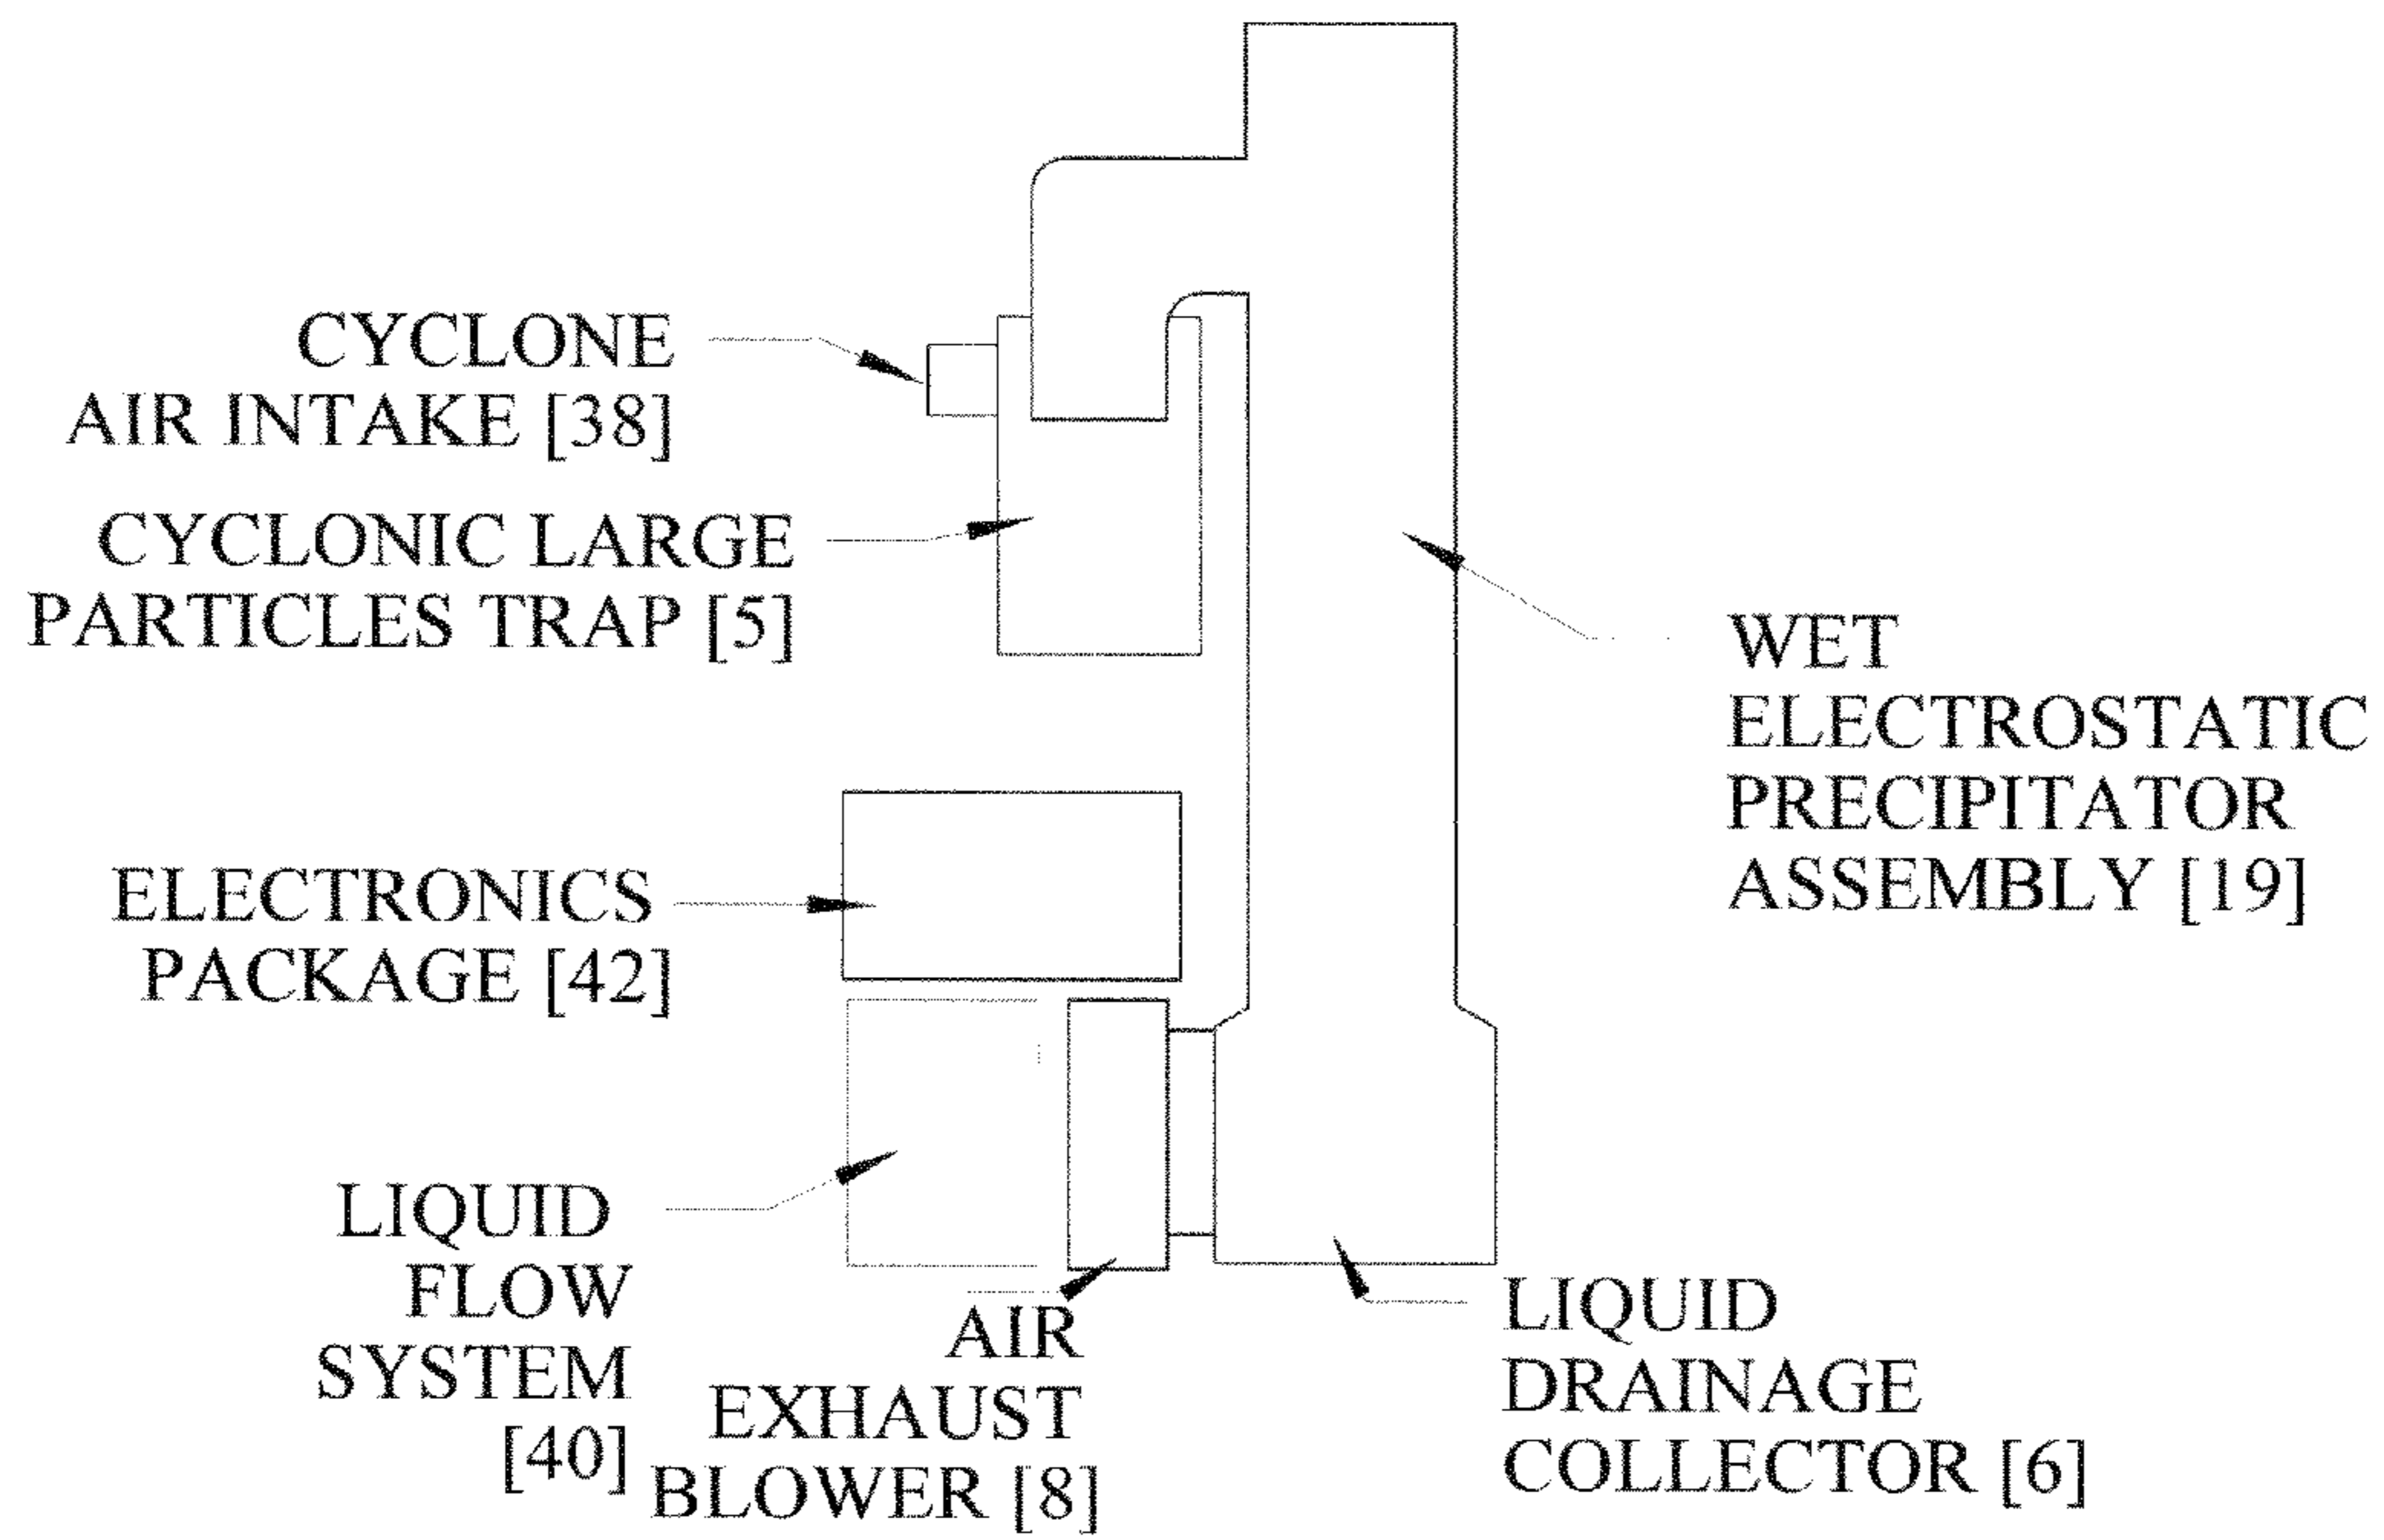 CYCLONE
AIR INTAKE [38]
CYCLONIC LARGE
PARTICLES TRAP [5]
WET
ELECTROSTATIC
PRECIPITATOR
ASSEMBLY [19]
ELECTRONICS
PACKAGE [42]
LIQUID
FLOW
SYSTEM
[40]
AIR
EXHAUST
BLOWER [8]
LIQUID
DRAINAGE
COLLECTOR [6]